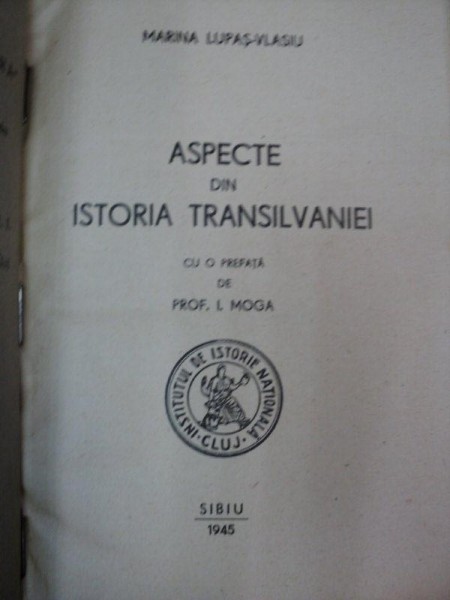 MARINA LUPAȘ-VLASIU
ASPECTE
DIN
ISTORIA TRANSILVANIEI
CU O PREFAȚĂ
DE
PROF. I. MOGA
INSTITUTUL DE ISTORIE NAȚIONALĂ
·CLUJ·
SIBIU
1945